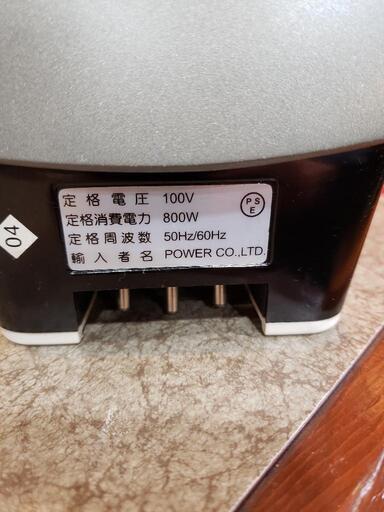 定格電圧 100V
定格消費電力 800W
定格周波数 50Hz/60Hz
輸入者名 POWER CO.,LTD.
PS
E
04